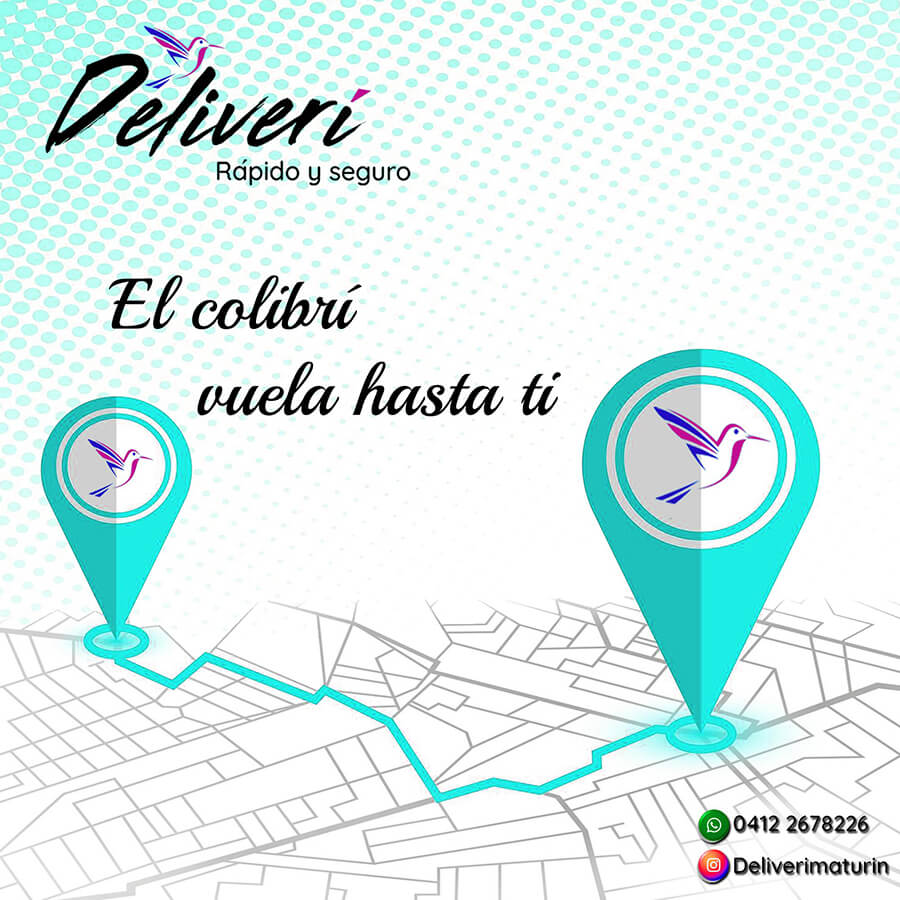 Deliverí
Rápido y seguro
El colibrí
vuela hasta ti
0412 2678226
Deliverimaturin